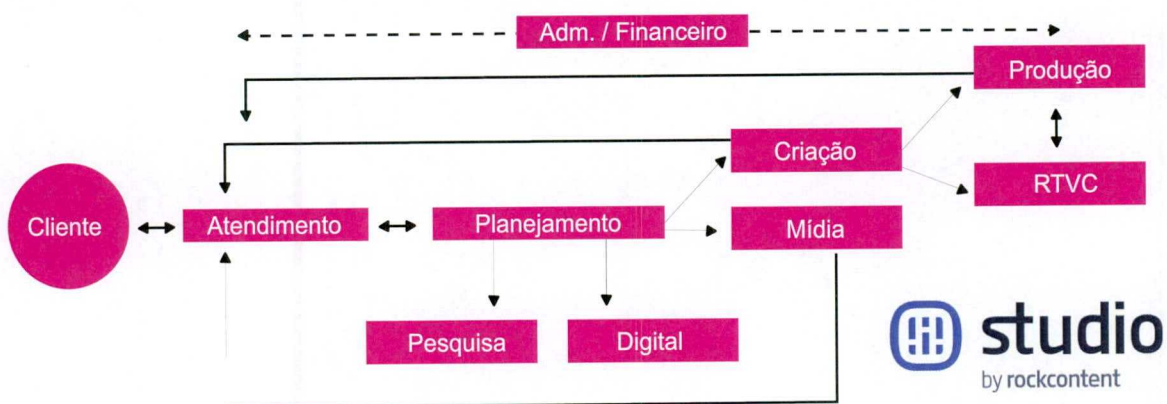 Adm. / Financeiro
Produção
Criação
RTVC
Cliente
Atendimento
Planejamento
Mídia
Pesquisa
Digital
studio
by rockcontent